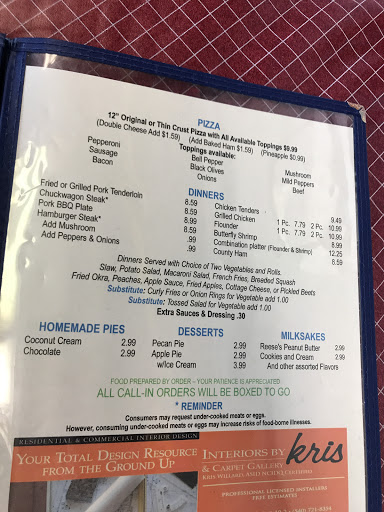 PIZZA
12" Original or Thin Crust Pizza with All Available Toppings $9.99
(Double Cheese Add $1.59) (Add Baked Ham $1.59) (Pineapple $0.99)
Toppings available:
Pepperoni Bell Pepper Mushroom
Sausage Black Olives Mild Peppers
Bacon Onions Beef
DINNERS
Fried or Grilled Pork Tenderloin 8.59 Chicken Tenders 9.49
Chuckwagon Steak* 8.59 Grilled Chicken 1 Pc. 7.79 2 Pc. 10.99
Pork BBQ Plate 8.59 Flounder 1 Pc. 7.79 2 Pc. 10.99
Hamburger Steak* 8.99 Butterfly Shrimp 8.99
Add Mushroom .99 Combination platter (Flounder & Shrimp) 12.25
Add Peppers & Onions .99 County Ham 8.59
Dinners Served with Choice of Two Vegetables and Rolls.
Slaw, Potato Salad, Macaroni Salad, French Fries, Breaded Squash
Fried Okra, Peaches, Apple Sauce, Fried Apples, Cottage Cheese, or Pickled Beets
Substitute: Curly Fries or Onion Rings for Vegetable add 1.00
Substitute: Tossed Salad for Vegetable add 1.00
Extra Sauces & Dressing .30
HOMEMADE PIES DESSERTS MILKSAKES
Coconut Cream 2.99 Pecan Pie 2.99 Reese's Peanut Butter 2.99
Chocolate 2.99 Apple Pie 2.99 Cookies and Cream 2.99
w/Ice Cream 3.99 And other assorted Flavors
FOOD PREPARED BY ORDER – YOUR PATIENCE IS APPRECIATED
ALL CALL-IN ORDERS WILL BE BOXED TO GO
* REMINDER
Consumers may request under-cooked meats or eggs.
However, consuming under-cooked meats or eggs may increase risks of food-borne illnesses.
RESIDENTIAL & COMMERCIAL INTERIOR DESIGN
YOUR TOTAL DESIGN RESOURCE
FROM THE GROUND UP
INTERIORS BY kris
& CARPET GALLERY
PROFESSIONAL LICENSED INSTALLERS
FREE ESTIMATES